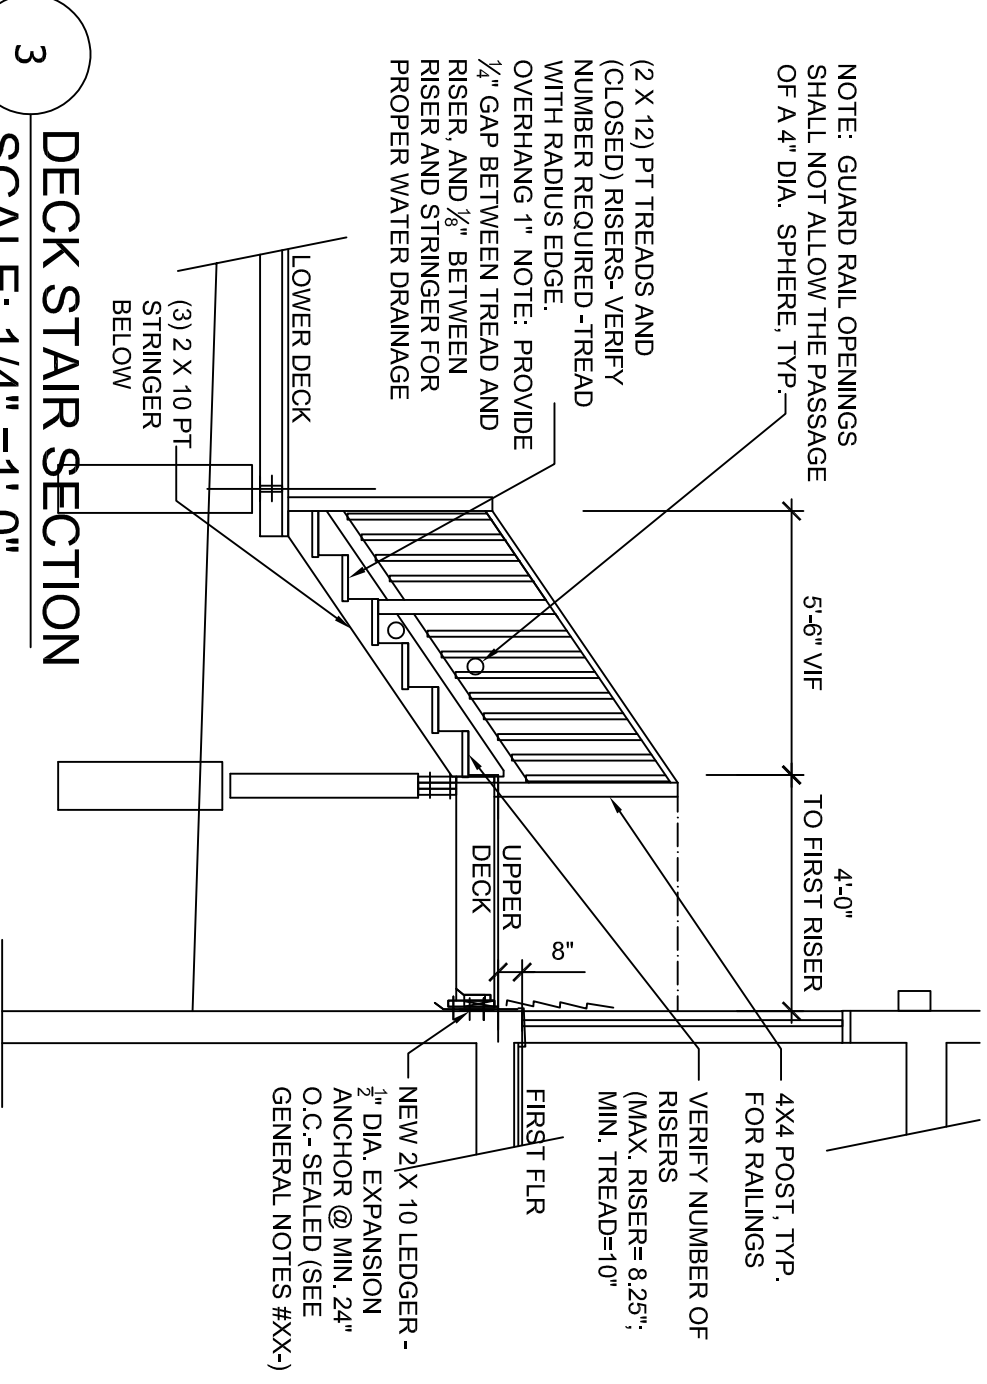 NOTE: GUARD RAIL OPENINGS
SHALL NOT ALLOW THE PASSAGE
OF A 4" DIA. SPHERE, TYP.
(2 X 12) PT TREADS AND
(CLOSED) RISERS- VERIFY
NUMBER REQUIRED -TREAD
WITH RADIUS EDGE.
OVERHANG 1" NOTE: PROVIDE
1/4" GAP BETWEEN TREAD AND
RISER, AND 1/8" BETWEEN
RISER AND STRINGER FOR
PROPER WATER DRAINAGE
5'-6" VIF
4'-0"
TO FIRST RISER
LOWER DECK
(3) 2 X 10 PT
STRINGER
BELOW
UPPER
DECK
8"
4X4 POST, TYP.
FOR RAILINGS
VERIFY NUMBER OF
RISERS
(MAX. RISER= 8.25";
MIN. TREAD=10"
FIRST FLR
NEW 2 X 10 LEDGER -
1/2" DIA. EXPANSION
ANCHOR @ MIN. 24"
O.C.- SEALED (SEE
GENERAL NOTES #XX-)
3
DECK STAIR SECTION
SCALE: 1/4" =1'-0"